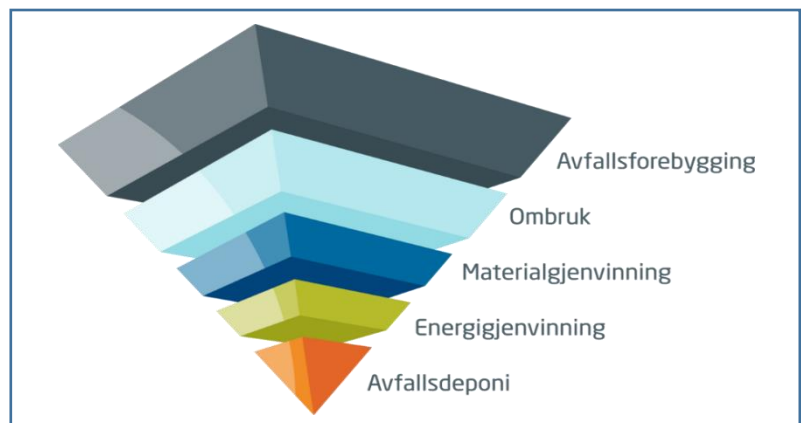 Avfallsforebygging
Ombruk
Materialgjenvinning
Energigjenvinning
Avfallsdeponi